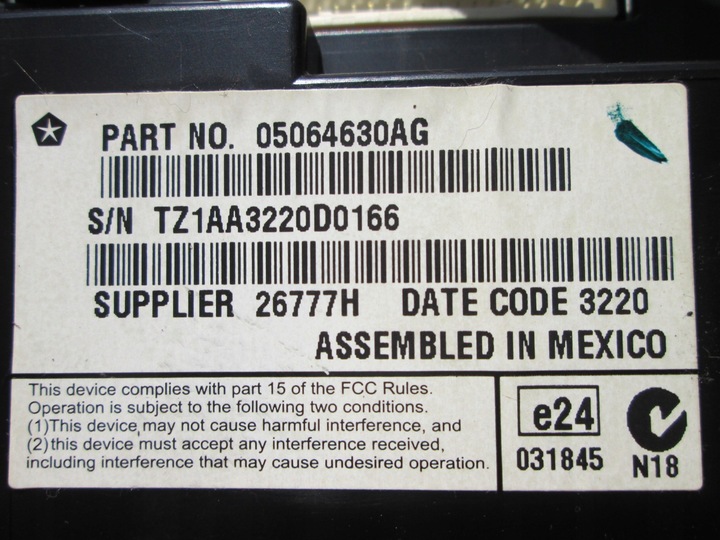 PART NO. 05064630AG
S/N TZ1AA3220D0166
SUPPLIER 26777H DATE CODE 3220
ASSEMBLED IN MEXICO
This device complies with part 15 of the FCC Rules.
Operation is subject to the following two conditions.
(1)This device may not cause harmful interference, and
(2)this device must accept any interference received,
including interference that may cause undesired operation.
e24
031845
N18